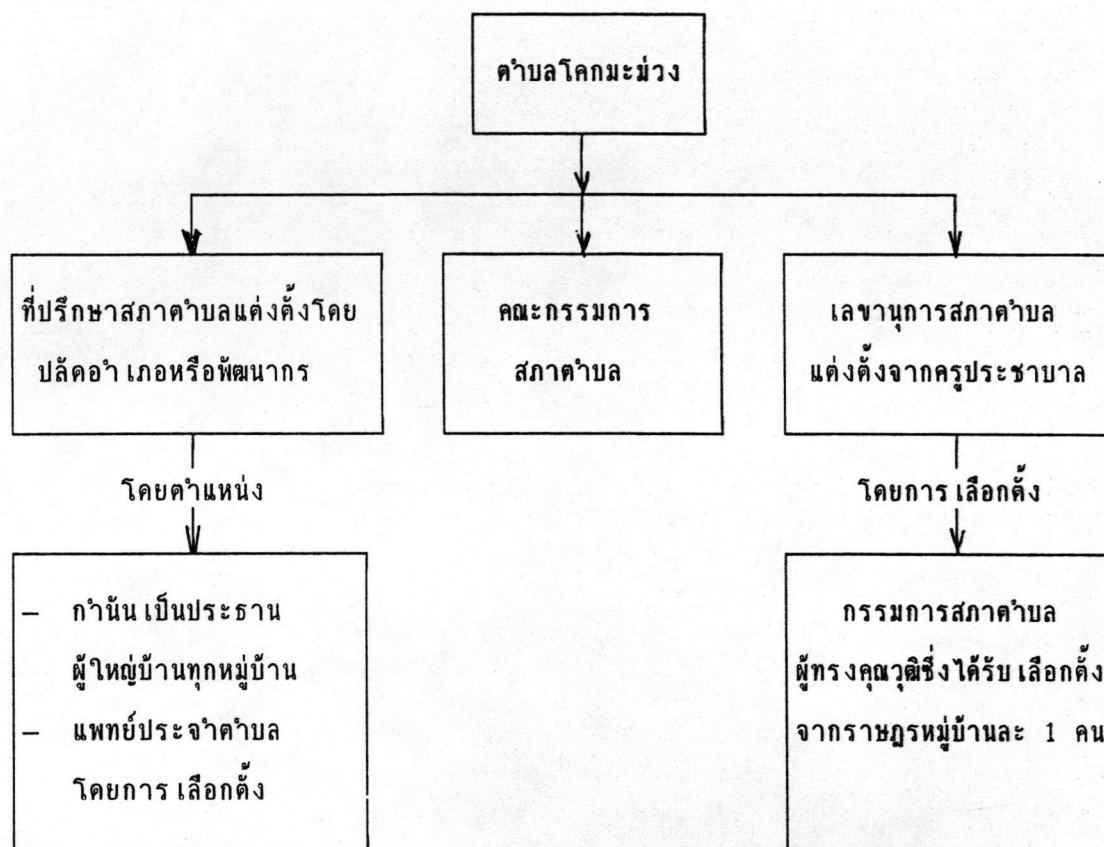 ตำบลโคกมะม่วง
ที่ปรึกษาสภาตำบลแต่งตั้งโดย
ปลัดอำเภอหรือพัฒนากร
คณะกรรมการ
สภาตำบล
เลขานุการสภาตำบล
แต่งตั้งจากครูประชาบาล
โดยตำแหน่ง
โดยการเลือกตั้ง
– กำนันเป็นประธาน
ผู้ใหญ่บ้านทุกหมู่บ้าน
– แพทย์ประจำตำบล
โดยการเลือกตั้ง
กรรมการสภาตำบล
ผู้ทรงคุณวุฒิซึ่งได้รับเลือกตั้ง
จากราษฎรหมู่บ้านละ 1 คน